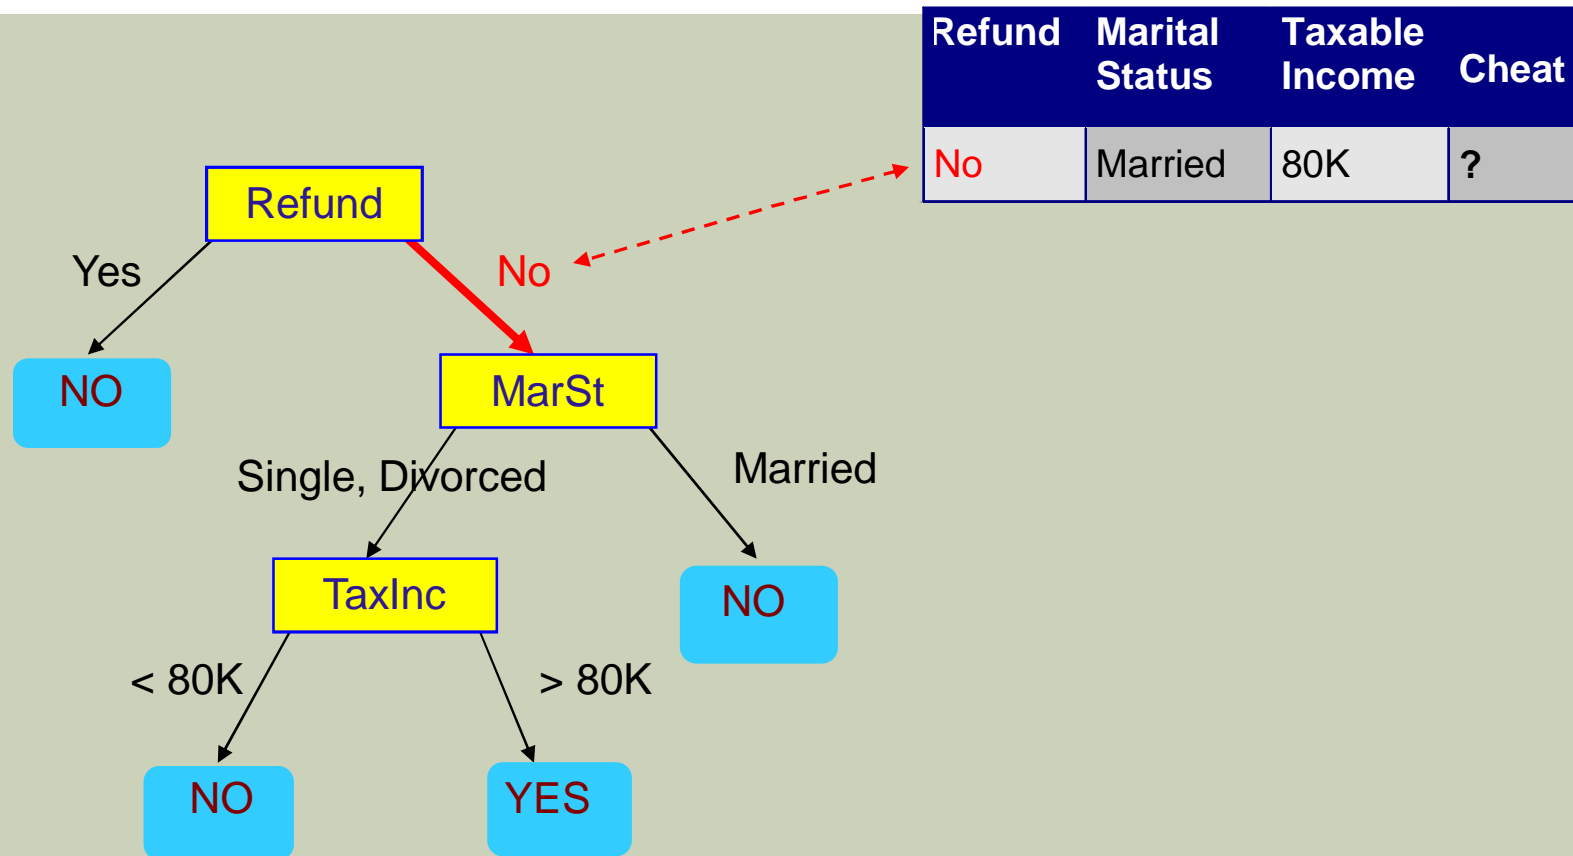 Refund Marital Status Taxable Income Cheat
No Married 80K ?
Refund
Yes No
NO MarSt
Single, Divorced Married
TaxInc NO
< 80K > 80K
NO YES